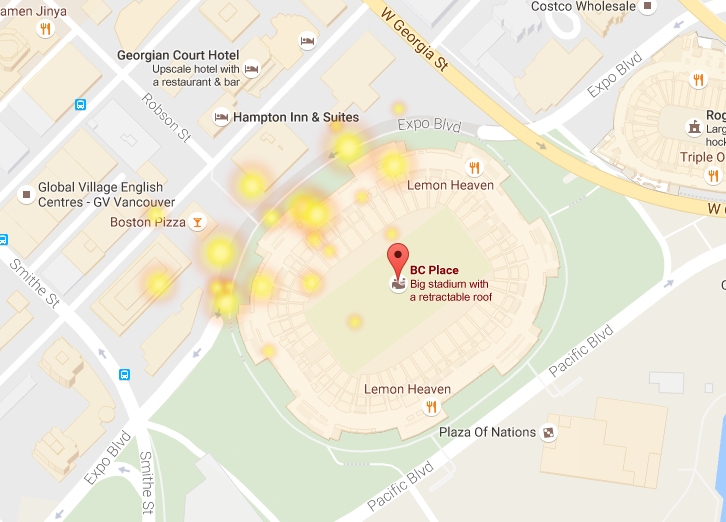 amen Jinya
Costco Wholesale
W Georgia St
Georgian Court Hotel
Upscale hotel with
a restaurant & bar
Expo Blvd
Robson St
Hampton Inn & Suites
Expo Blvd
Rog
Larg
hock
Triple O
Lemon Heaven
Global Village English
Centres - GV Vancouver
W G
Boston Pizza
BC Place
Big stadium with
a retractable roof
Smithe St
Pacific Blvd
Lemon Heaven
Plaza Of Nations
Expo Blvd
Smithe St
Pacific Blvd